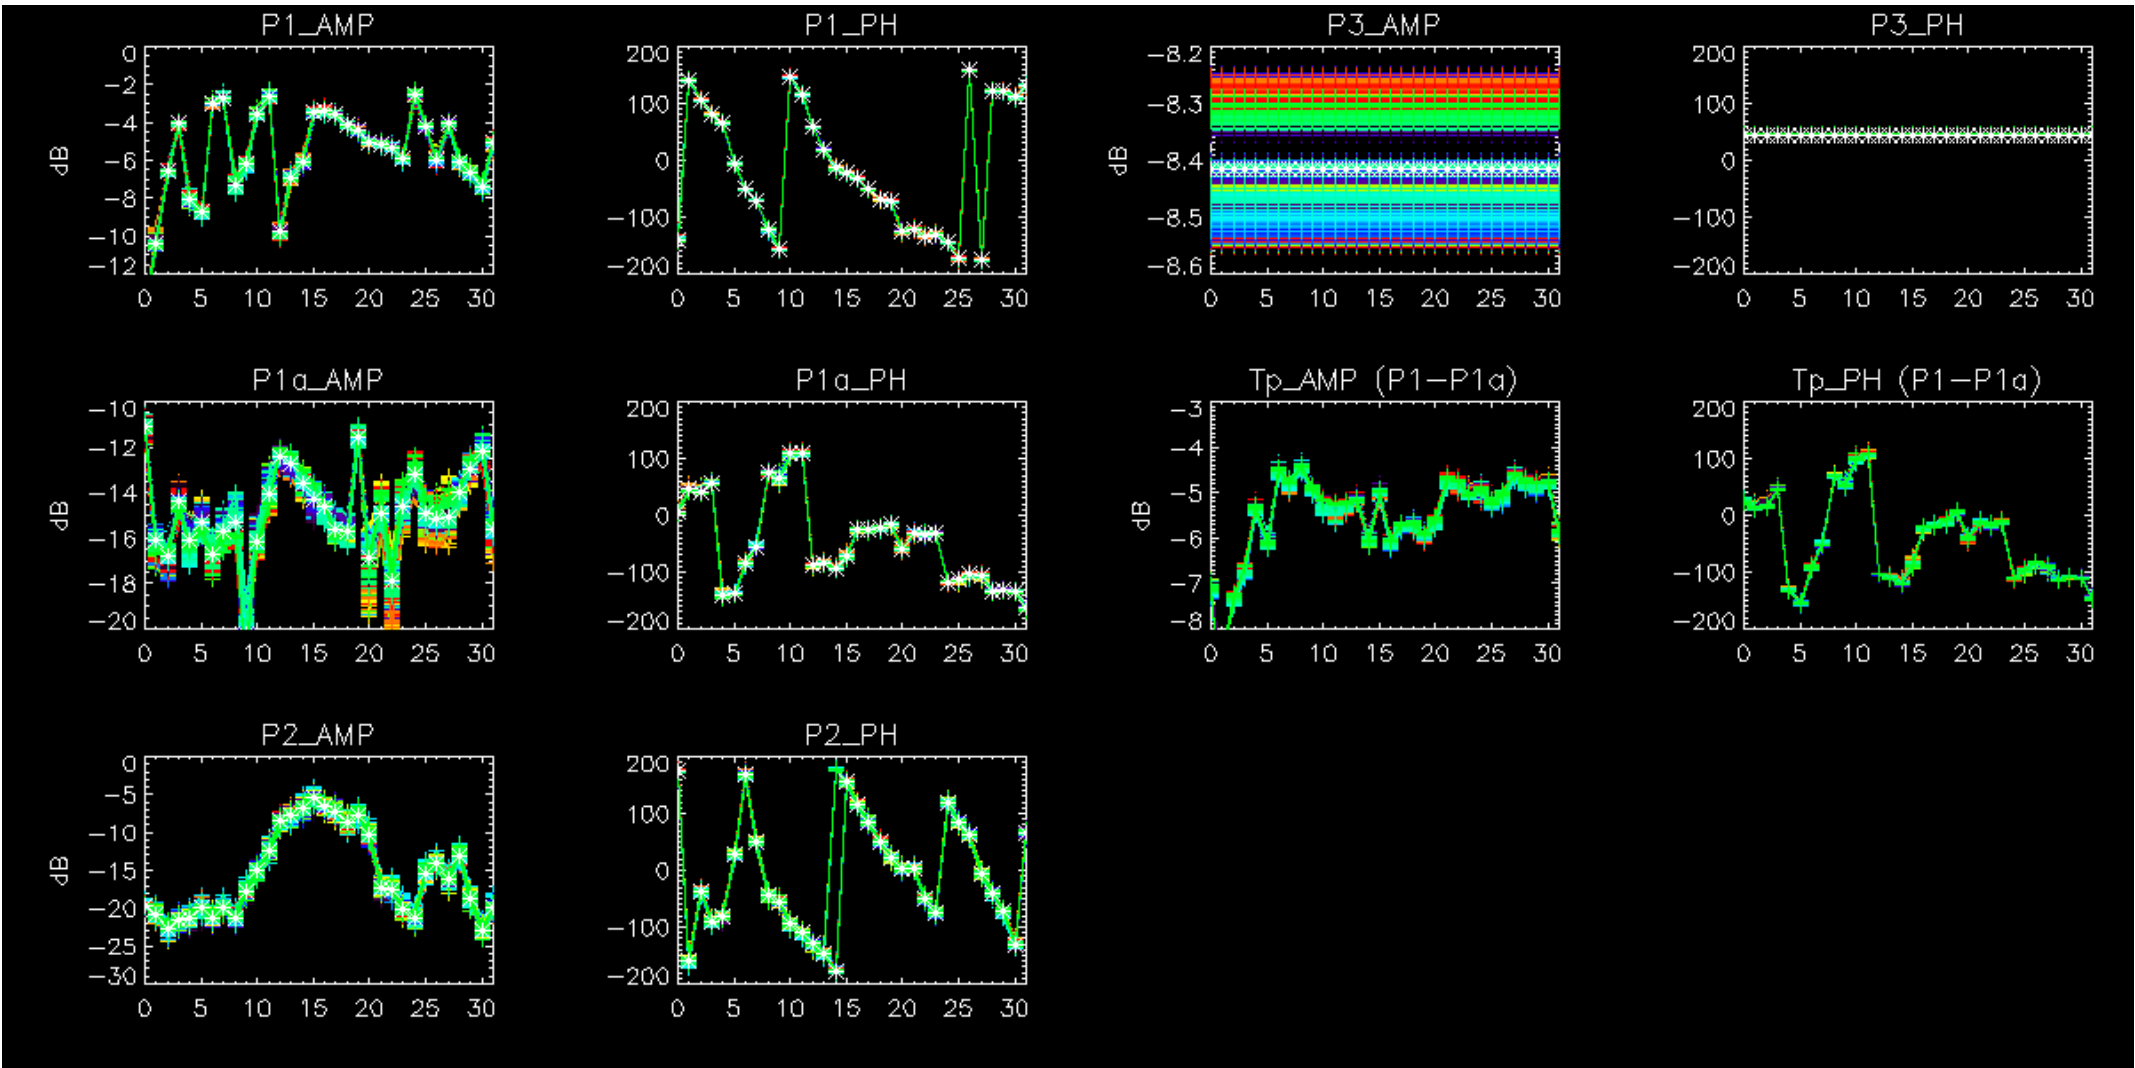 P1_AMP P1_PH P3_AMP P3_PH
0 200 -8.2 200
-2
100 -8.3 100
-4
dB -6 0 dB -8.4 0
-8
-100 -8.5 -100
-10
-12 -200 -8.6 -200
0 5 10 15 20 25 30 0 5 10 15 20 25 30 0 5 10 15 20 25 30 0 5 10 15 20 25 30
P1a_AMP P1a_PH Tp_AMP (P1-P1a) Tp_PH (P1-P1a)
-10 200 -3 200
-12 100 -4 100
-14
dB 0 dB -5 0
-16 -6
-18 -100 -7 -100
-20 -200 -8 -200
0 5 10 15 20 25 30 0 5 10 15 20 25 30 0 5 10 15 20 25 30 0 5 10 15 20 25 30
P2_AMP P2_PH
0 200
-5
100
-10
dB -15 0
-20
-100
-25
-30 -200
0 5 10 15 20 25 30 0 5 10 15 20 25 30